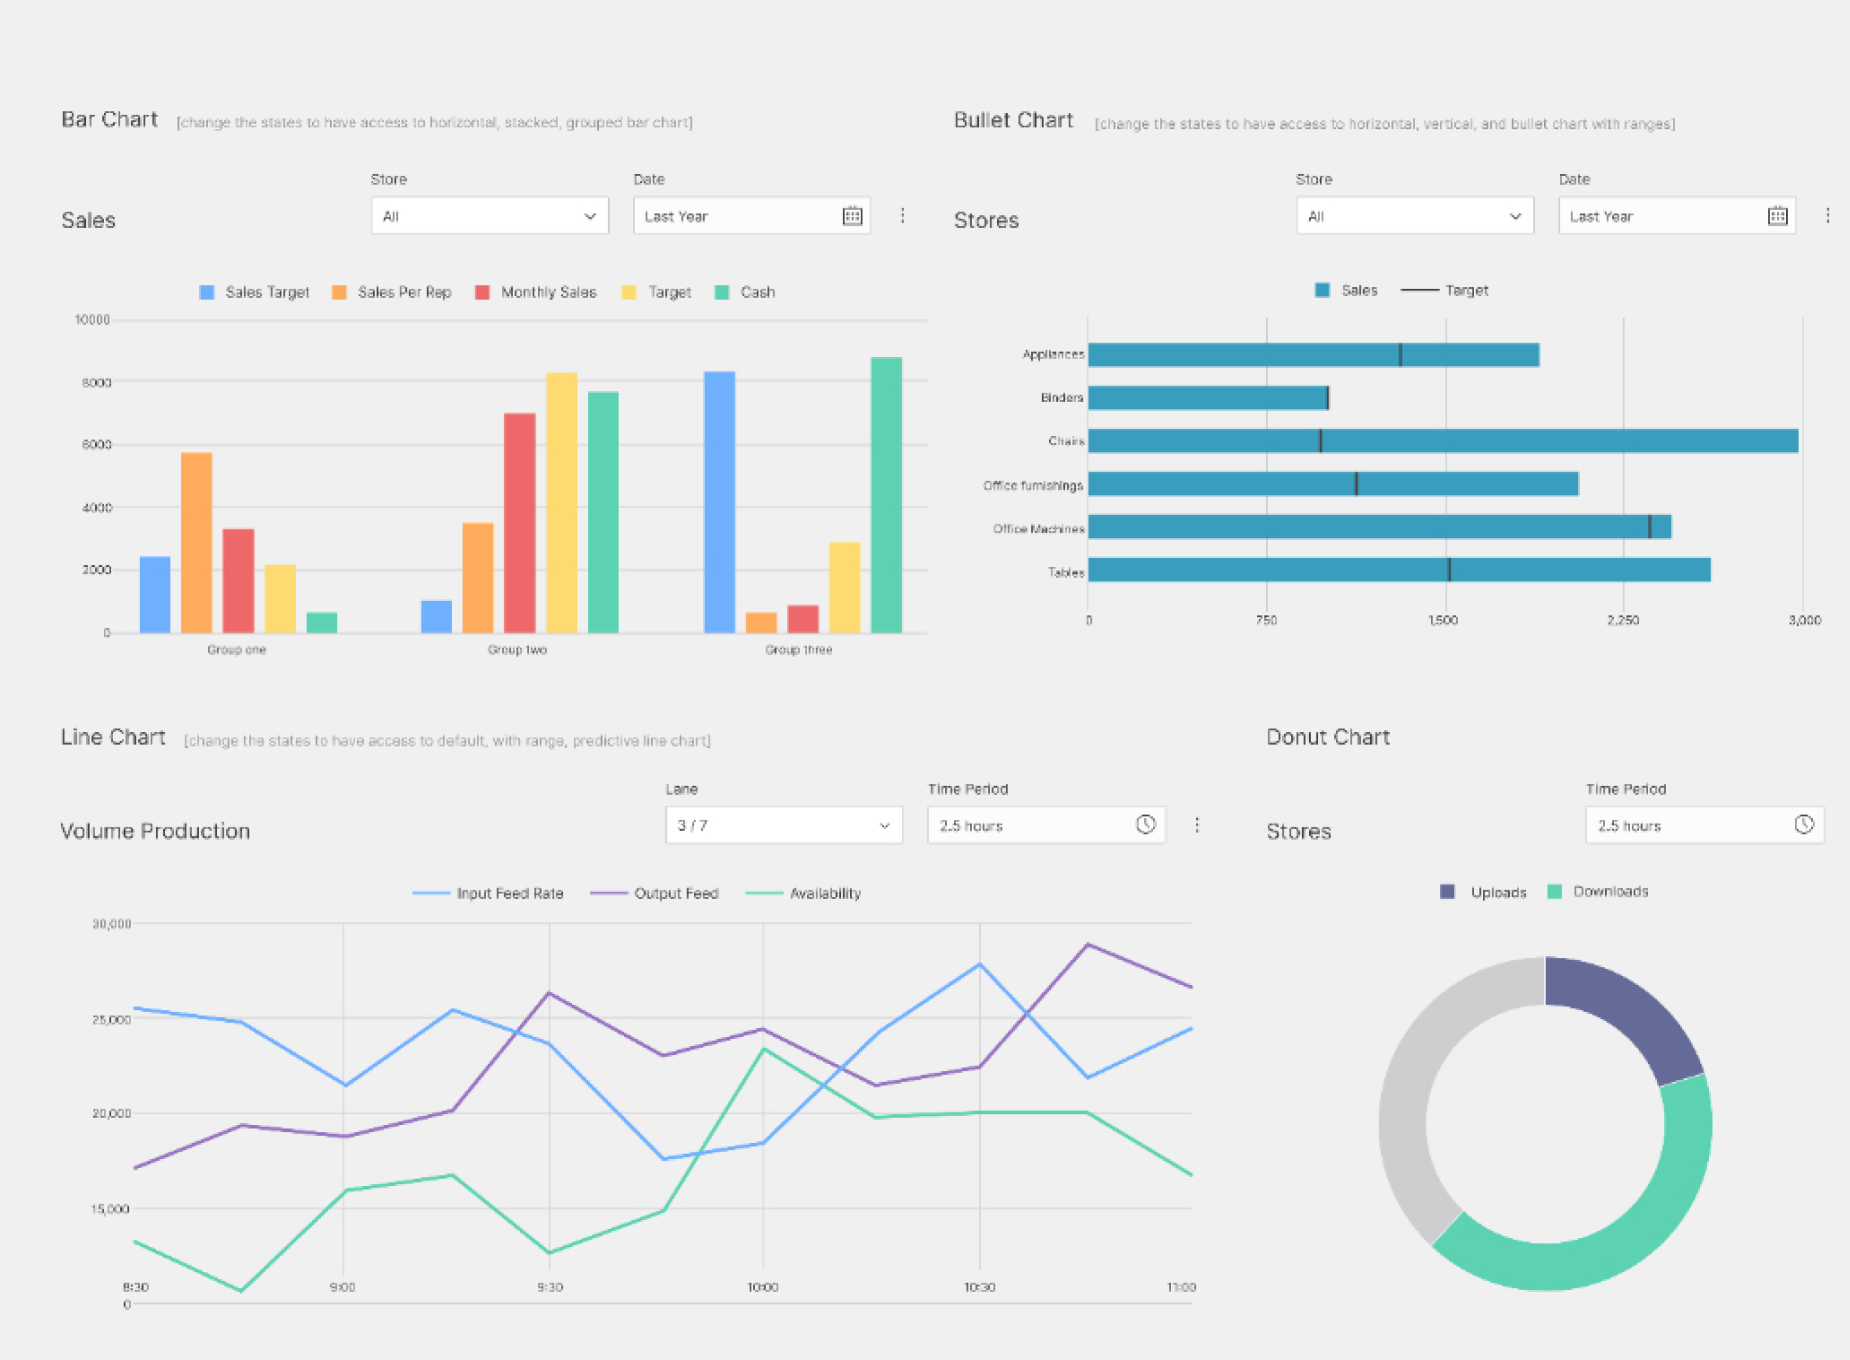 Bar Chart [change the states to have access to horizontal, stacked, grouped bar chart]
Store Date
Sales All Last Year
Sales Target Sales Per Rep Monthly Sales Target Cash
10000
8000
6000
4000
2000
0
Group one Group two Group three
Bullet Chart [change the states to have access to horizontal, vertical, and bullet chart with ranges]
Store Date
Stores All Last Year
Sales Target
Appliances
Binders
Chairs
Office furnishings
Office Machines
Tables
0 750 1,500 2,250 3,000
Line Chart [change the states to have access to default, with range, predictive line chart]
Lane Time Period
Volume Production 3 / 7 2.5 hours
Input Feed Rate Output Feed Availability
30,000
25,000
20,000
15,000
8:30 9:00 9:30 10:00 10:30 11:00
0
Donut Chart
Time Period
Stores 2.5 hours
Uploads Downloads